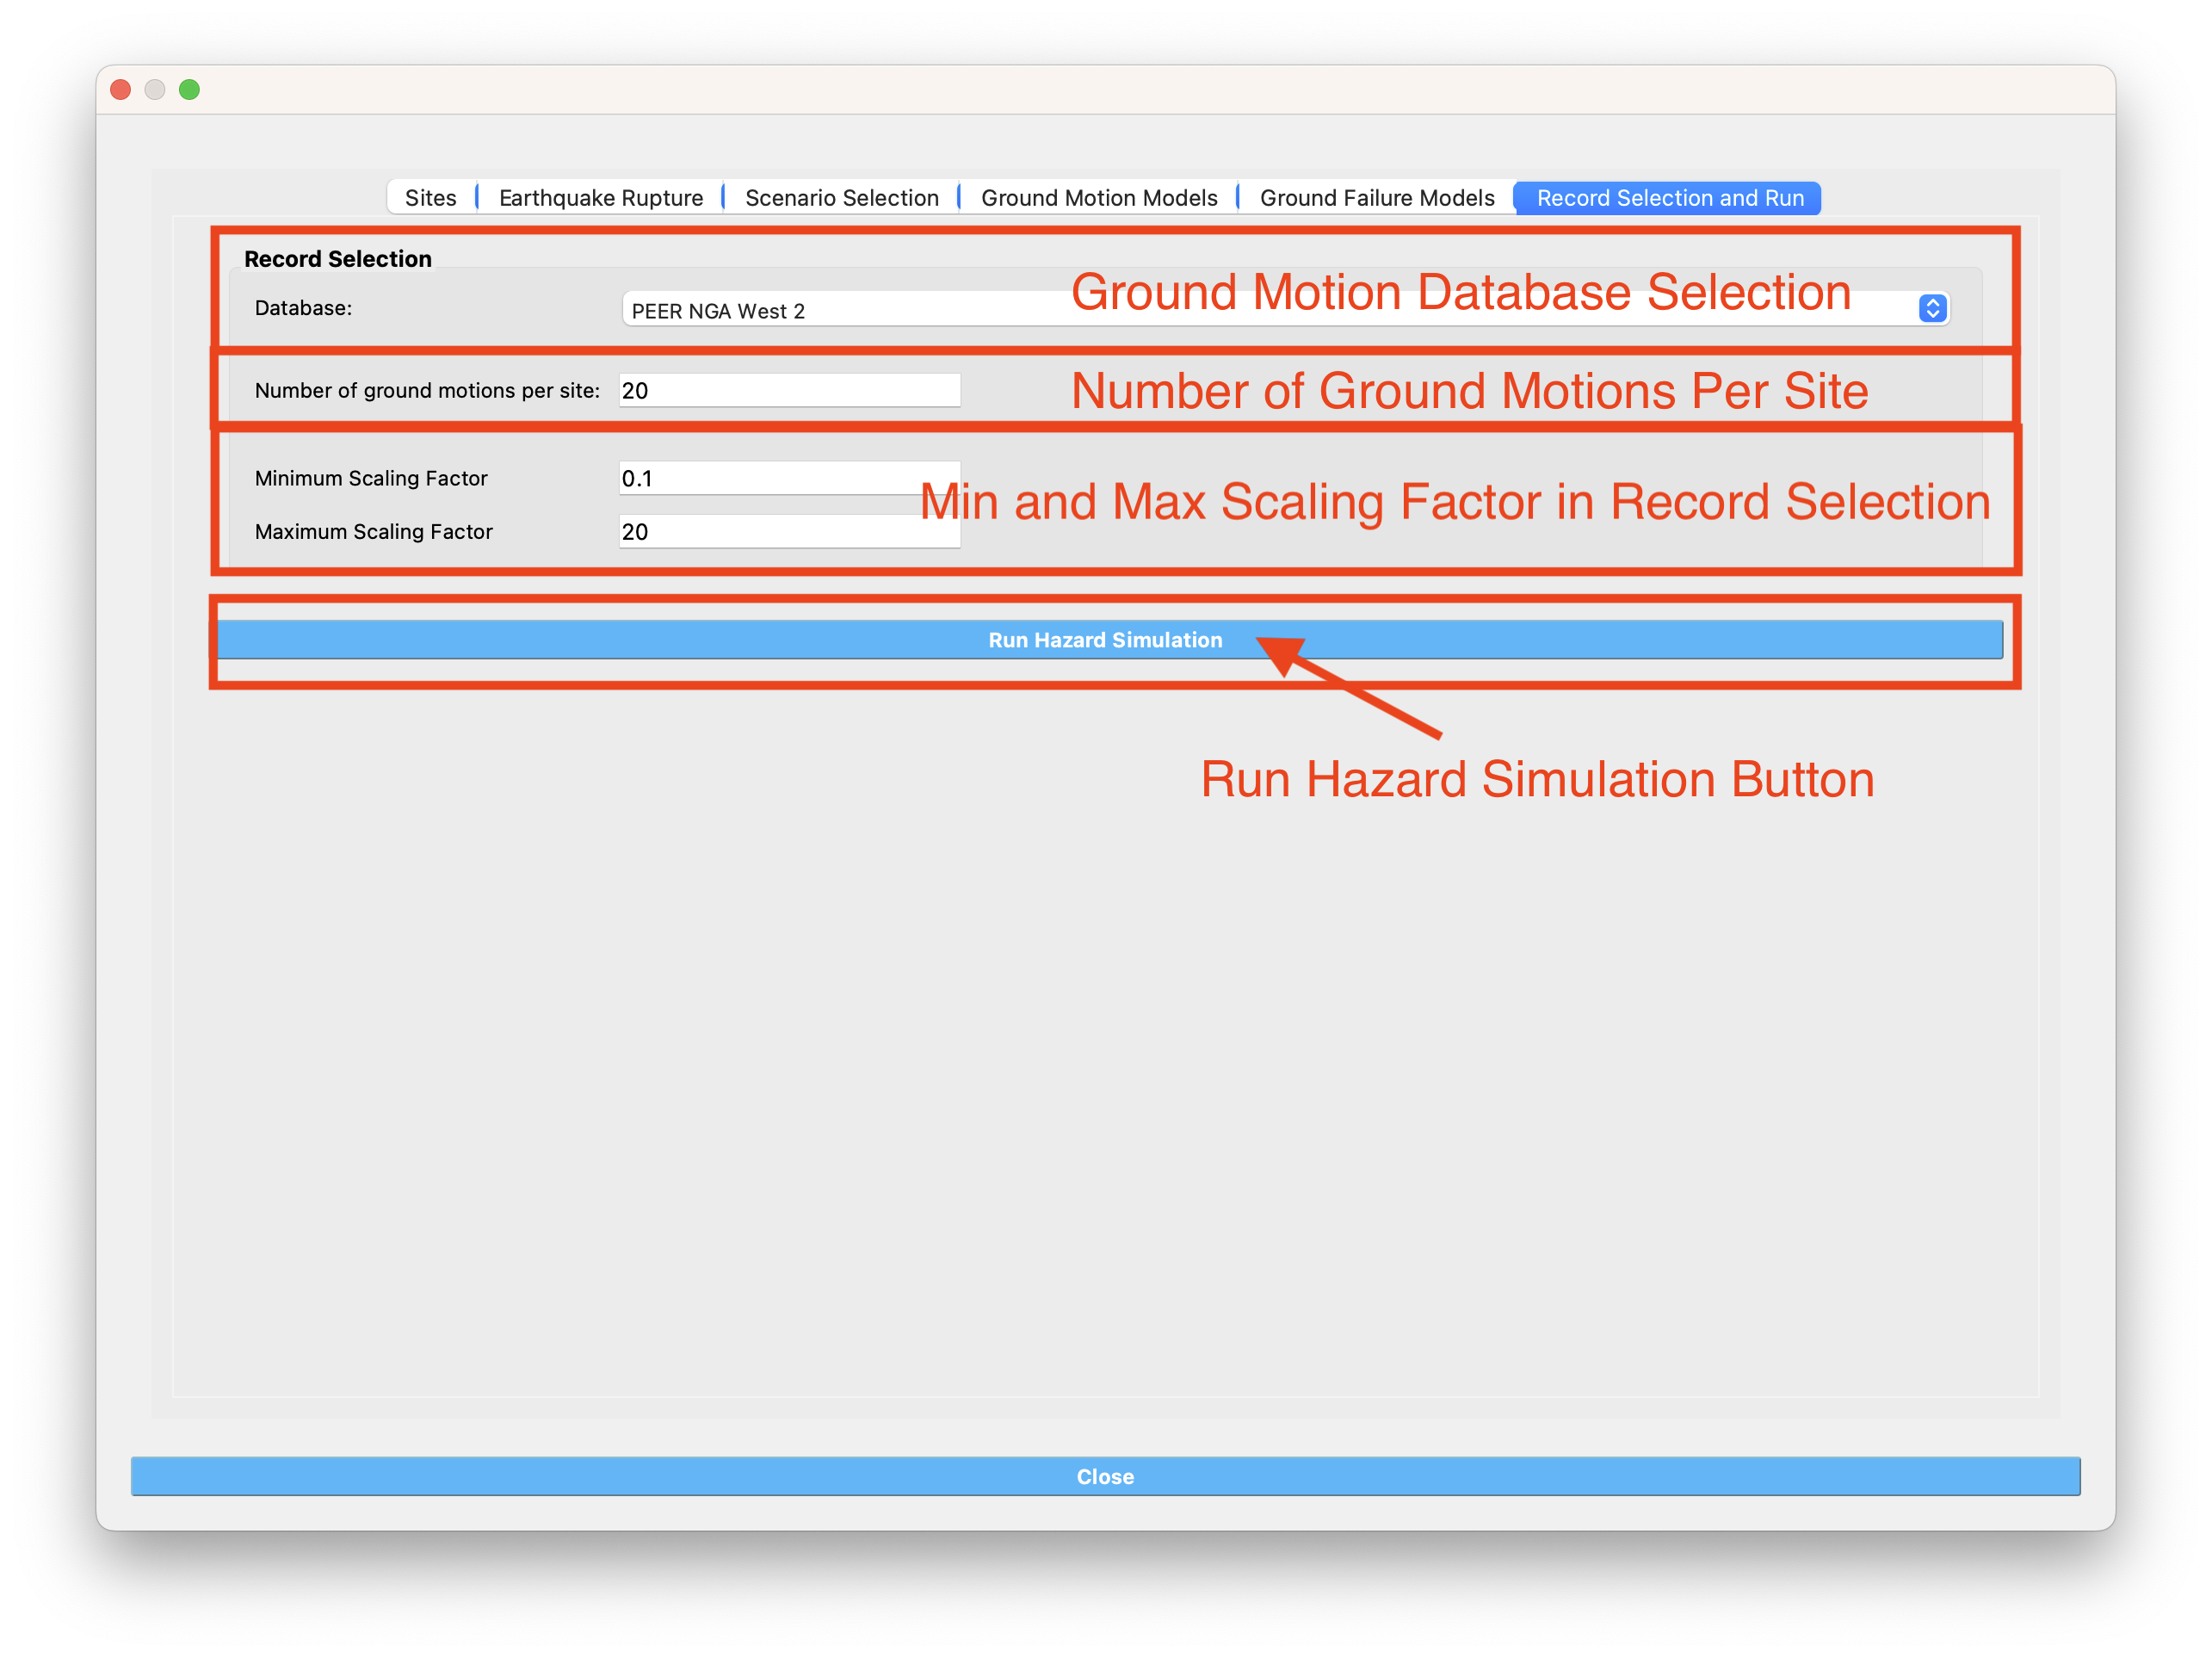 Sites Earthquake Rupture Scenario Selection Ground Motion Models Ground Failure Models Record Selection and Run
Record Selection
Ground Motion Database Selection
Database: PEER NGA West 2
Number of ground motions per site: 20 Number of Ground Motions Per Site
Minimum Scaling Factor 0.1
Min and Max Scaling Factor in Record Selection
Maximum Scaling Factor 20
Run Hazard Simulation
Run Hazard Simulation Button
Close